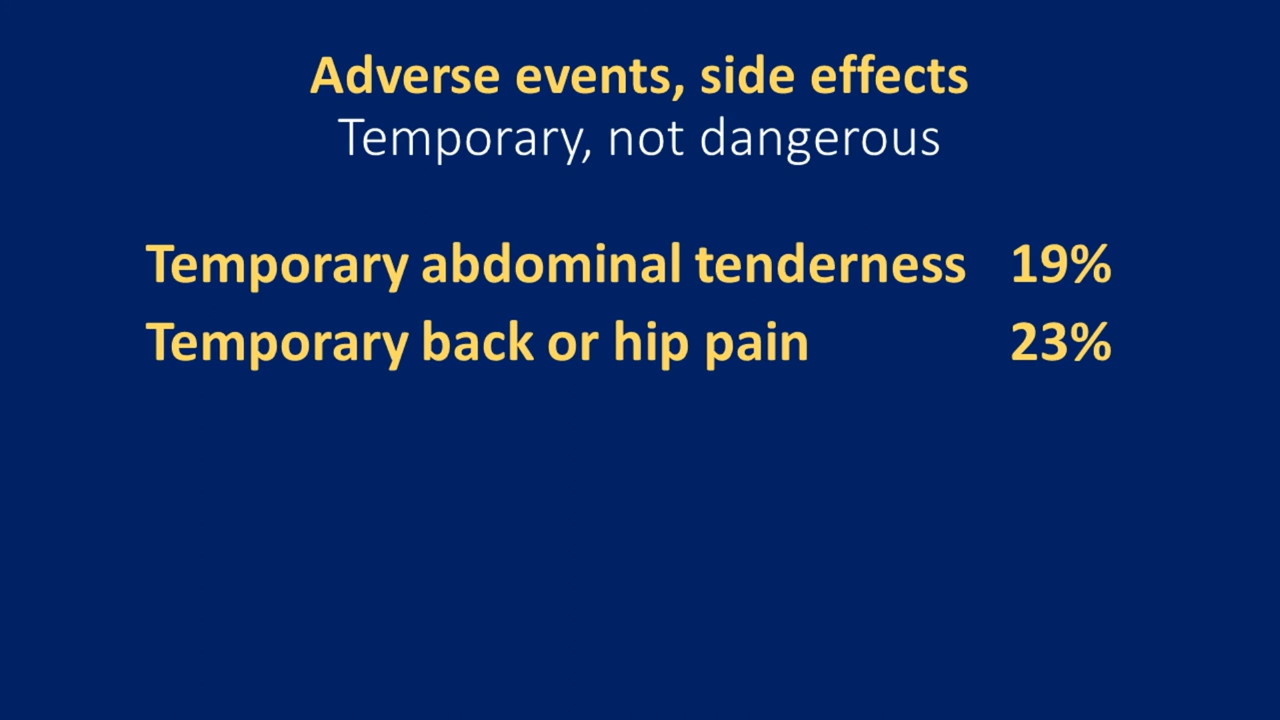 Adverse events, side effects
Temporary, not dangerous
Temporary abdominal tenderness 19%
Temporary back or hip pain 23%